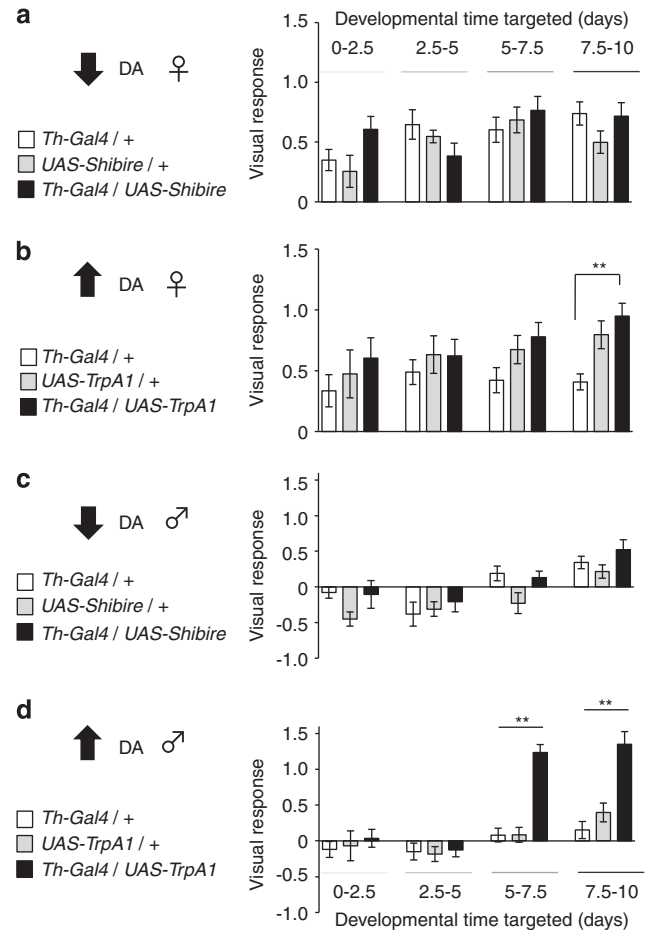 a
Developmental time targeted (days)
0-2.5 2.5-5 5-7.5 7.5-10
DA ♀
Th-Gal4 / +
UAS-Shibire / +
Th-Gal4 / UAS-Shibire
Visual response
1.5
1.0
0.5
0
b
DA ♀
Th-Gal4 / +
UAS-TrpA1 / +
Th-Gal4 / UAS-TrpA1
Visual response
1.5
1.0
0.5
0
**
c
DA ♂
Th-Gal4 / +
UAS-Shibire / +
Th-Gal4 / UAS-Shibire
Visual response
1.5
1.0
0.5
0
-0.5
-1.0
d
DA ♂
Th-Gal4 / +
UAS-TrpA1 / +
Th-Gal4 / UAS-TrpA1
Visual response
1.5
1.0
0.5
0
-0.5
-1.0
** **
0-2.5 2.5-5 5-7.5 7.5-10
Developmental time targeted (days)